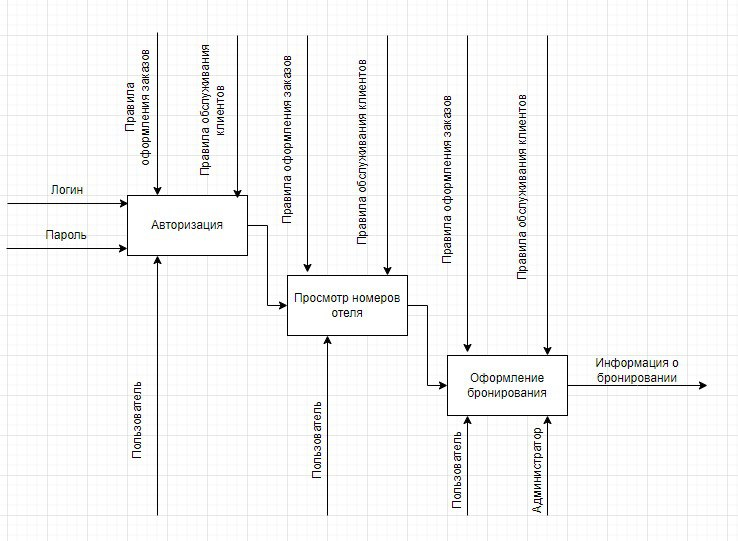 Правила
оформления заказов
Правила обслуживания
клиентов
Правила оформления заказов
Правила обслуживания клиентов
Правила оформления заказов
Правила обслуживания клиентов
Логин
Пароль
Авторизация
Просмотр номеров
отеля
Оформление
бронирования
Информация о
бронировании
Пользователь
Пользователь
Пользователь
Администратор